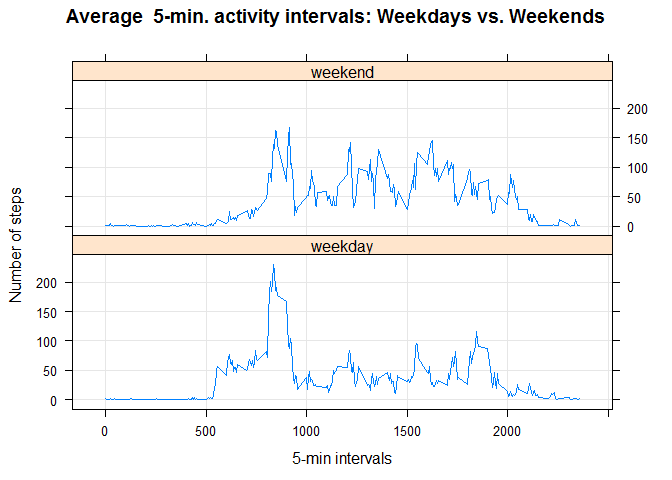 Average  5-min. activity intervals: Weekdays vs. Weekends
weekend
200
150
100
50
0
Number of steps
weekday
200
150
100
50
0
0 500 1000 1500 2000
5-min intervals